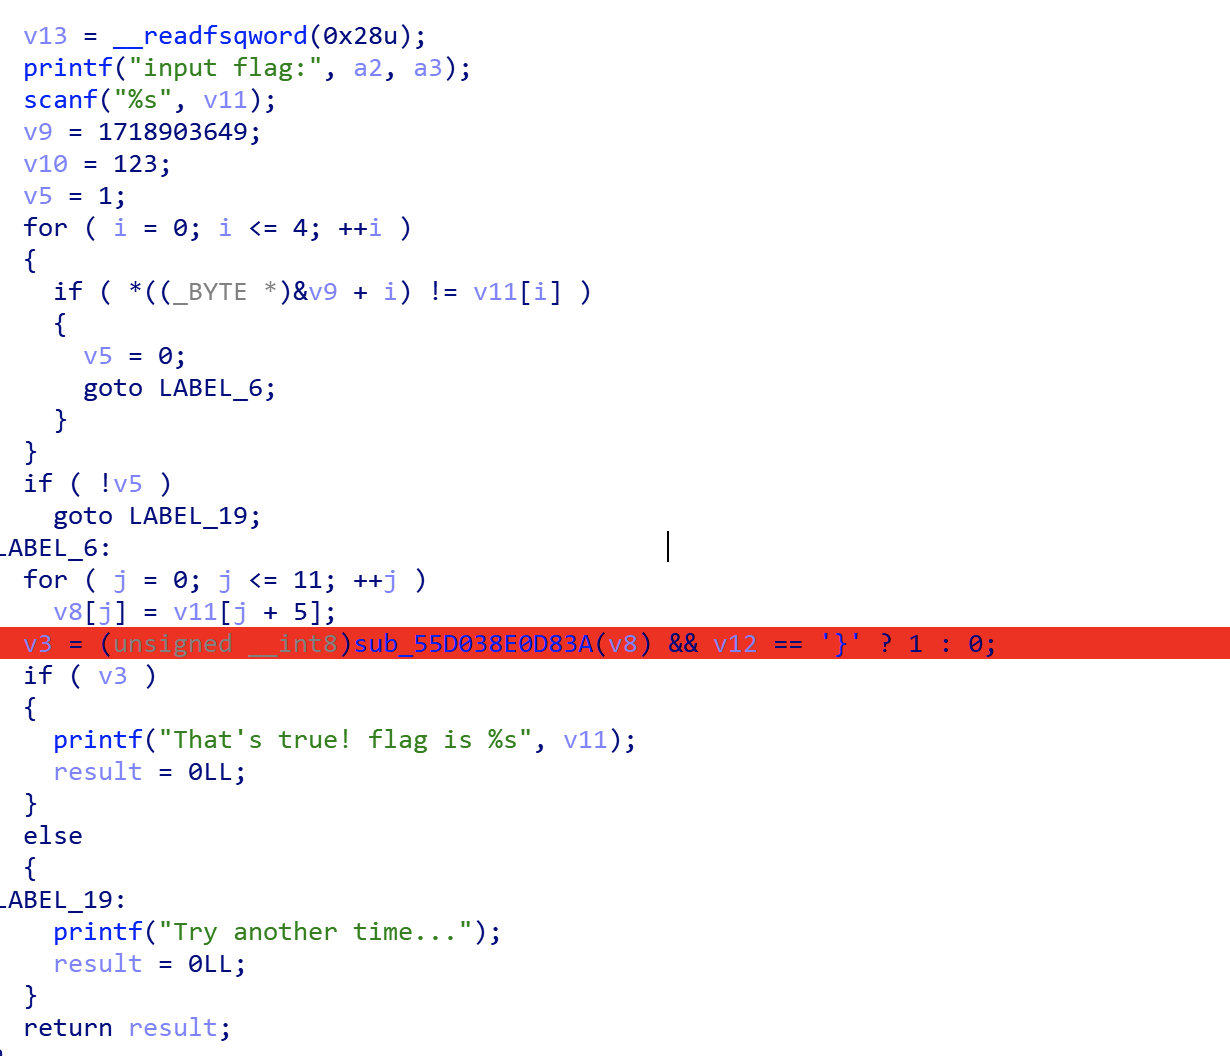 v13 = __readfsqword(0x28u);
printf("input flag:", a2, a3);
scanf("%s", v11);
v9 = 1718903649;
v10 = 123;
v5 = 1;
for ( i = 0; i <= 4; ++i )
{
if ( *((_BYTE *)&v9 + i) != v11[i] )
{
v5 = 0;
goto LABEL_6;
}
}
if ( !v5 )
goto LABEL_19;
LABEL_6:
for ( j = 0; j <= 11; ++j )
v8[j] = v11[j + 5];
v3 = (unsigned __int8)sub_55D038E0D83A(v8) && v12 == '}' ? 1 : 0;
if ( v3 )
{
printf("That's true! flag is %s", v11);
result = 0LL;
}
else
{
LABEL_19:
printf("Try another time...");
result = 0LL;
}
return result;